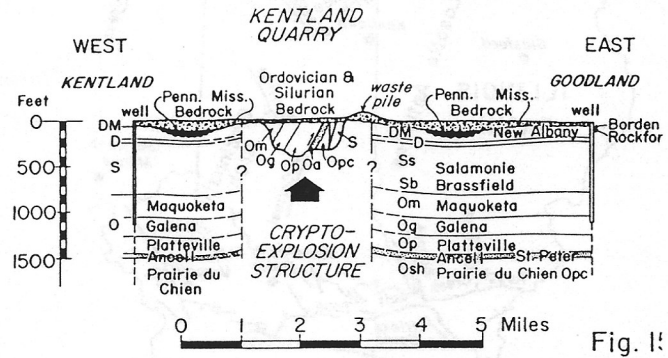 KENTLAND
QUARRY
WEST
EAST
KENTLAND
Ordovician &
Silurian
Bedrock
waste
pile
GOODLAND
Feet
well
Penn. Miss.
Bedrock
Penn. Miss.
Bedrock
well
0
DM
D
S
O
Om
Og
Op
Oa
Opc
S
DM
D
New Albany
Borden
Rockfor
500
?
?
Ss
Salamonie
Sb
Brassfield
1000
Maquoketa
Om
Maquoketa
Galena
Og
Galena
Platteville
Op
Platteville
1500
Ancell
Ancell
St. Peter
Prairie du
Chien
Osh
Prairie du Chien Opc
CRYPTO-
EXPLOSION
STRUCTURE
0 1 2 3 4 5 Miles
Fig.